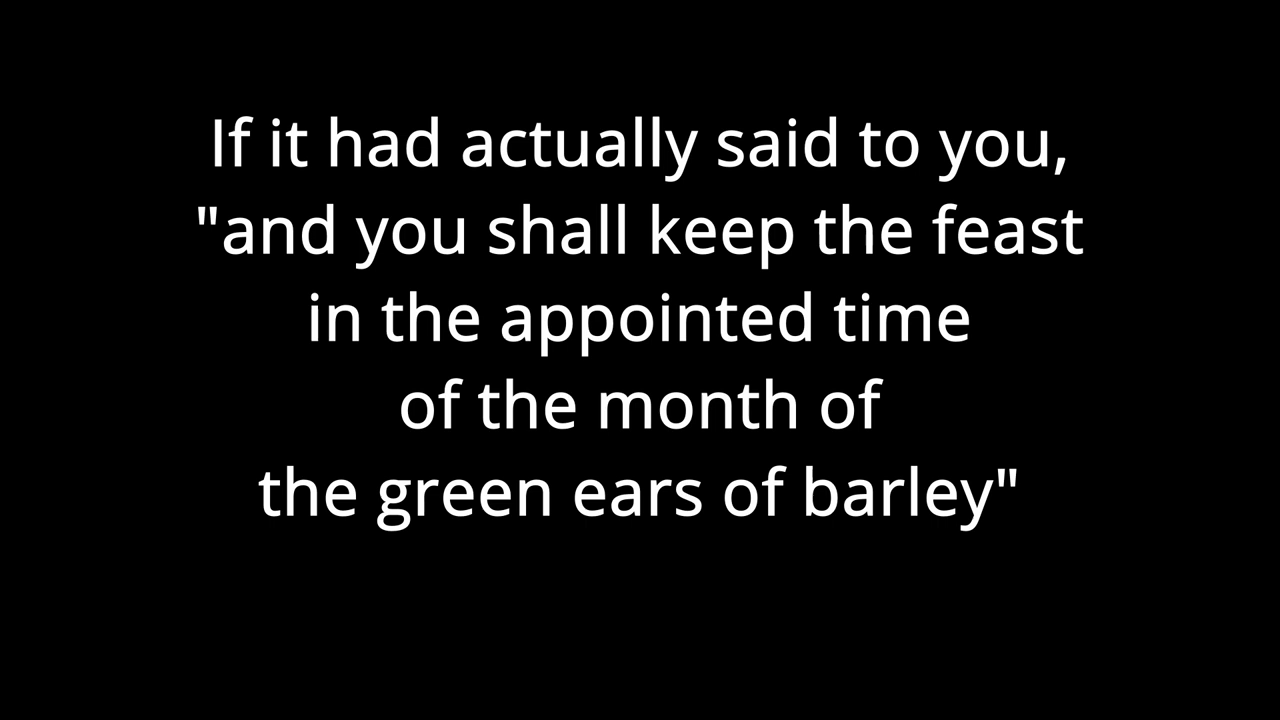 If it had actually said to you,
"and you shall keep the feast
in the appointed time
of the month of
the green ears of barley"